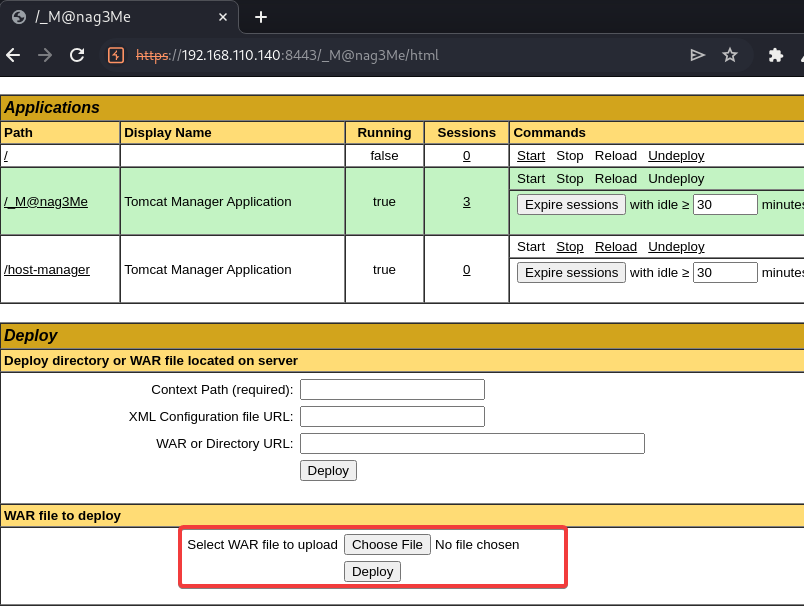 /_M@nag3Me
https://192.168.110.140:8443/_M@nag3Me/html
Applications
Path Display Name Running Sessions Commands
/ false 0 Start Stop Reload Undeploy
Start Stop Reload Undeploy
/_M@nag3Me Tomcat Manager Application true 3
Expire sessions with idle ≥ 30 minutes
Start Stop Reload Undeploy
/host-manager Tomcat Manager Application true 0
Expire sessions with idle ≥ 30 minutes
Deploy
Deploy directory or WAR file located on server
Context Path (required):
XML Configuration file URL:
WAR or Directory URL:
Deploy
WAR file to deploy
Select WAR file to upload Choose File No file chosen
Deploy